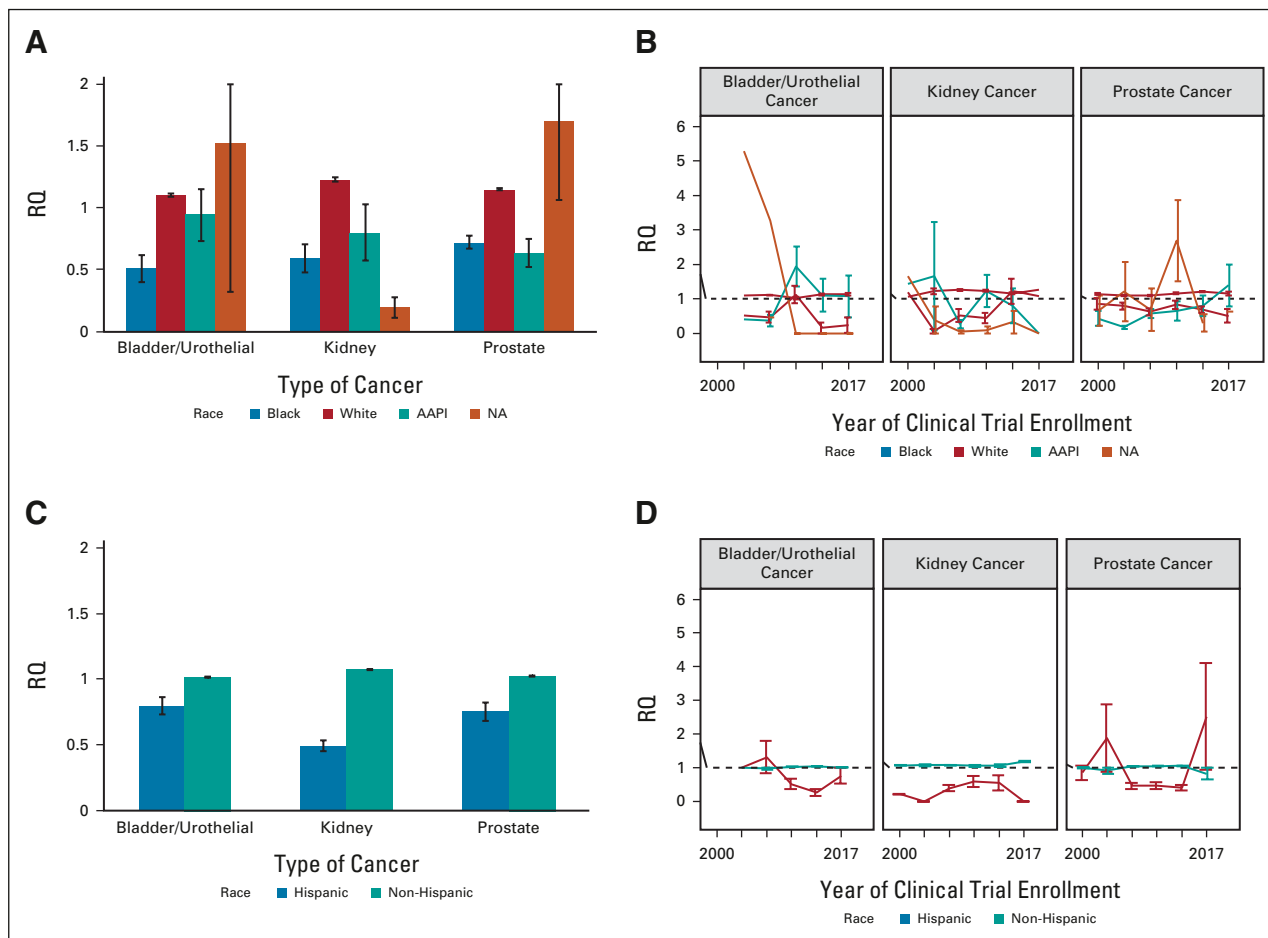 A
2
1.5
1
0.5
0
RQ
Bladder/Urothelial
Kidney
Prostate
Type of Cancer
Race
Black
White
AAPI
NA
B
Bladder/Urothelial
Cancer
Kidney Cancer
Prostate Cancer
6
5
4
3
2
1
0
RQ
2000
2017
2000
2017
2000
2017
Year of Clinical Trial Enrollment
Race
Black
White
AAPI
NA
C
2
1.5
1
0.5
0
RQ
Bladder/Urothelial
Kidney
Prostate
Type of Cancer
Race
Hispanic
Non-Hispanic
D
Bladder/Urothelial
Cancer
Kidney Cancer
Prostate Cancer
6
5
4
3
2
1
0
RQ
2000
2017
2000
2017
2000
2017
Year of Clinical Trial Enrollment
Race
Hispanic
Non-Hispanic